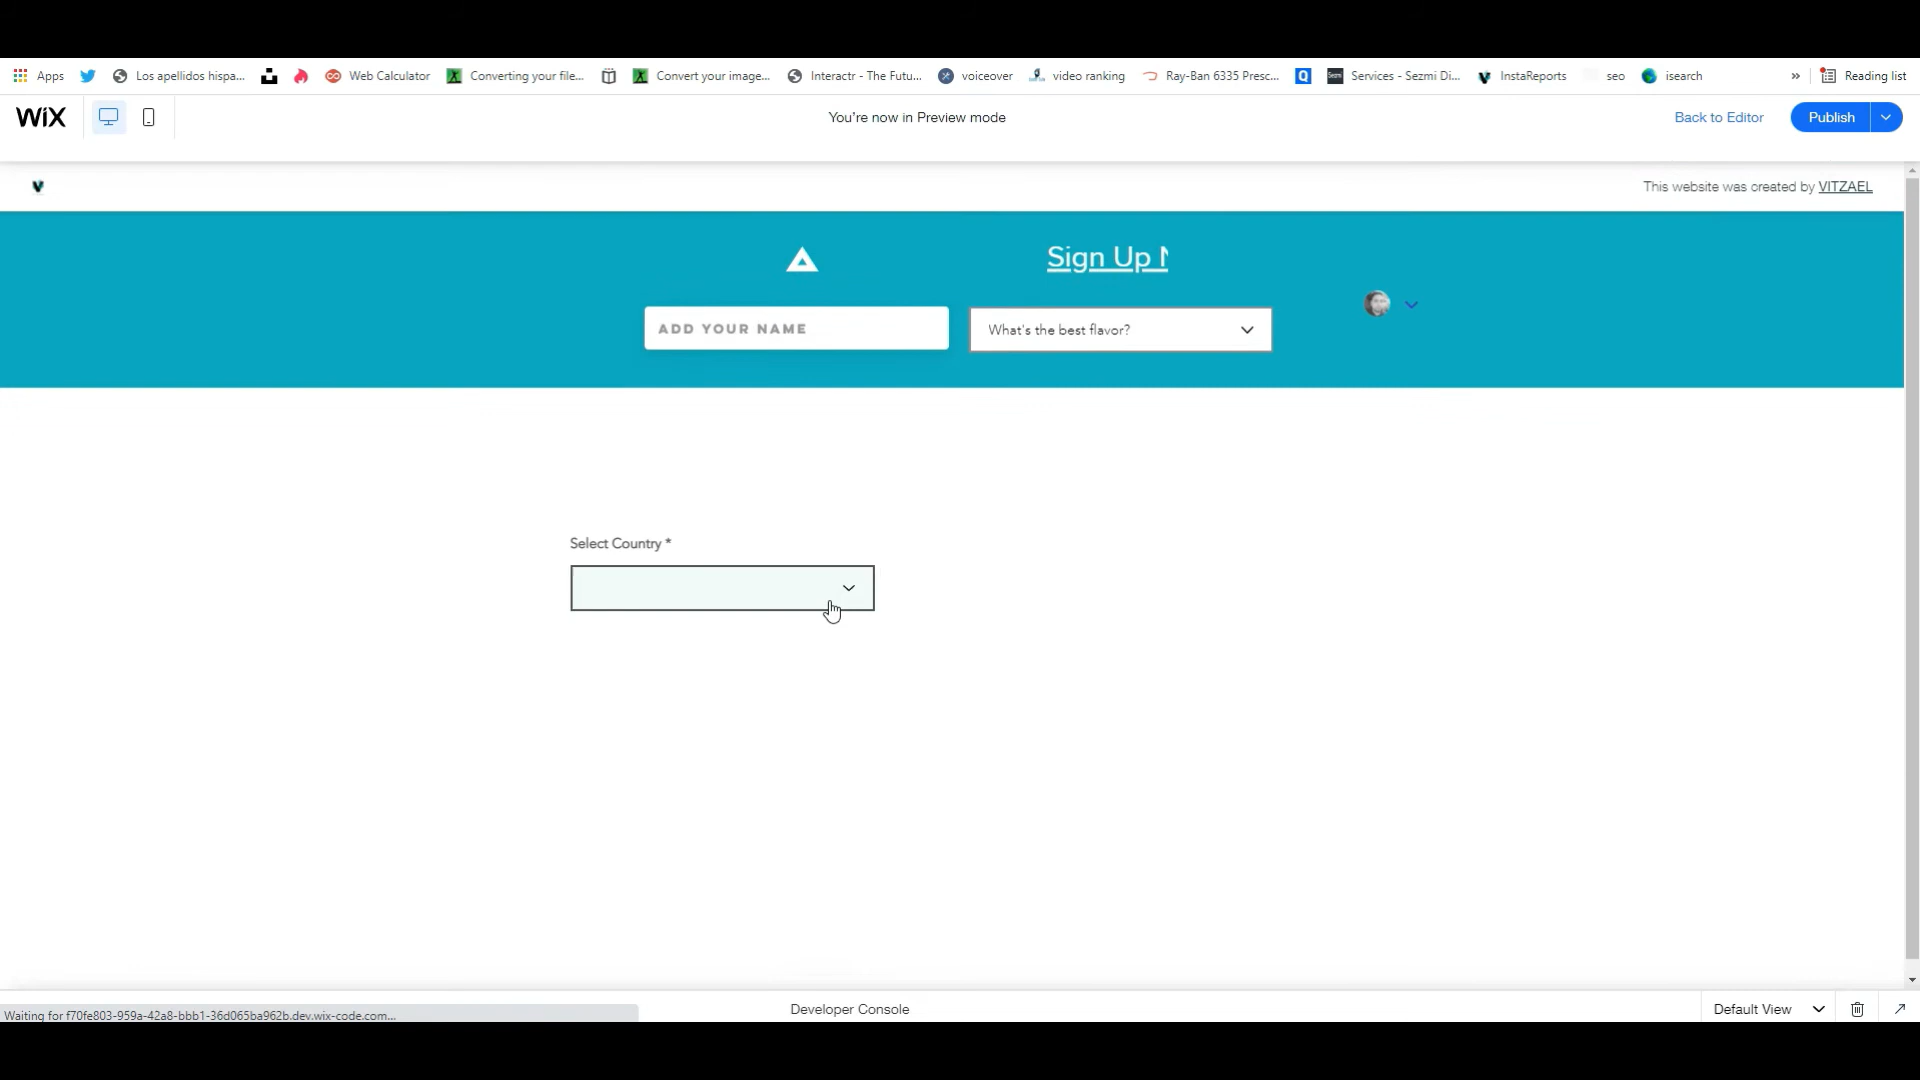 Apps Los apellidos hispa... Web Calculator Converting your file... Convert your image... Interactr - The Futu... voiceover video ranking Ray-Ban 6335 Presc... Q Sezmi Services - Sezmi Di... InstaReports seo isearch » Reading list
WiX You're now in Preview mode Back to Editor Publish
This website was created by VITZAEL
Sign Up
ADD YOUR NAME What's the best flavor?
Select Country *
Waiting for f70fe803-959a-42a8-bbb1-36d065ba962b.dev.wix-code.com... Developer Console Default View